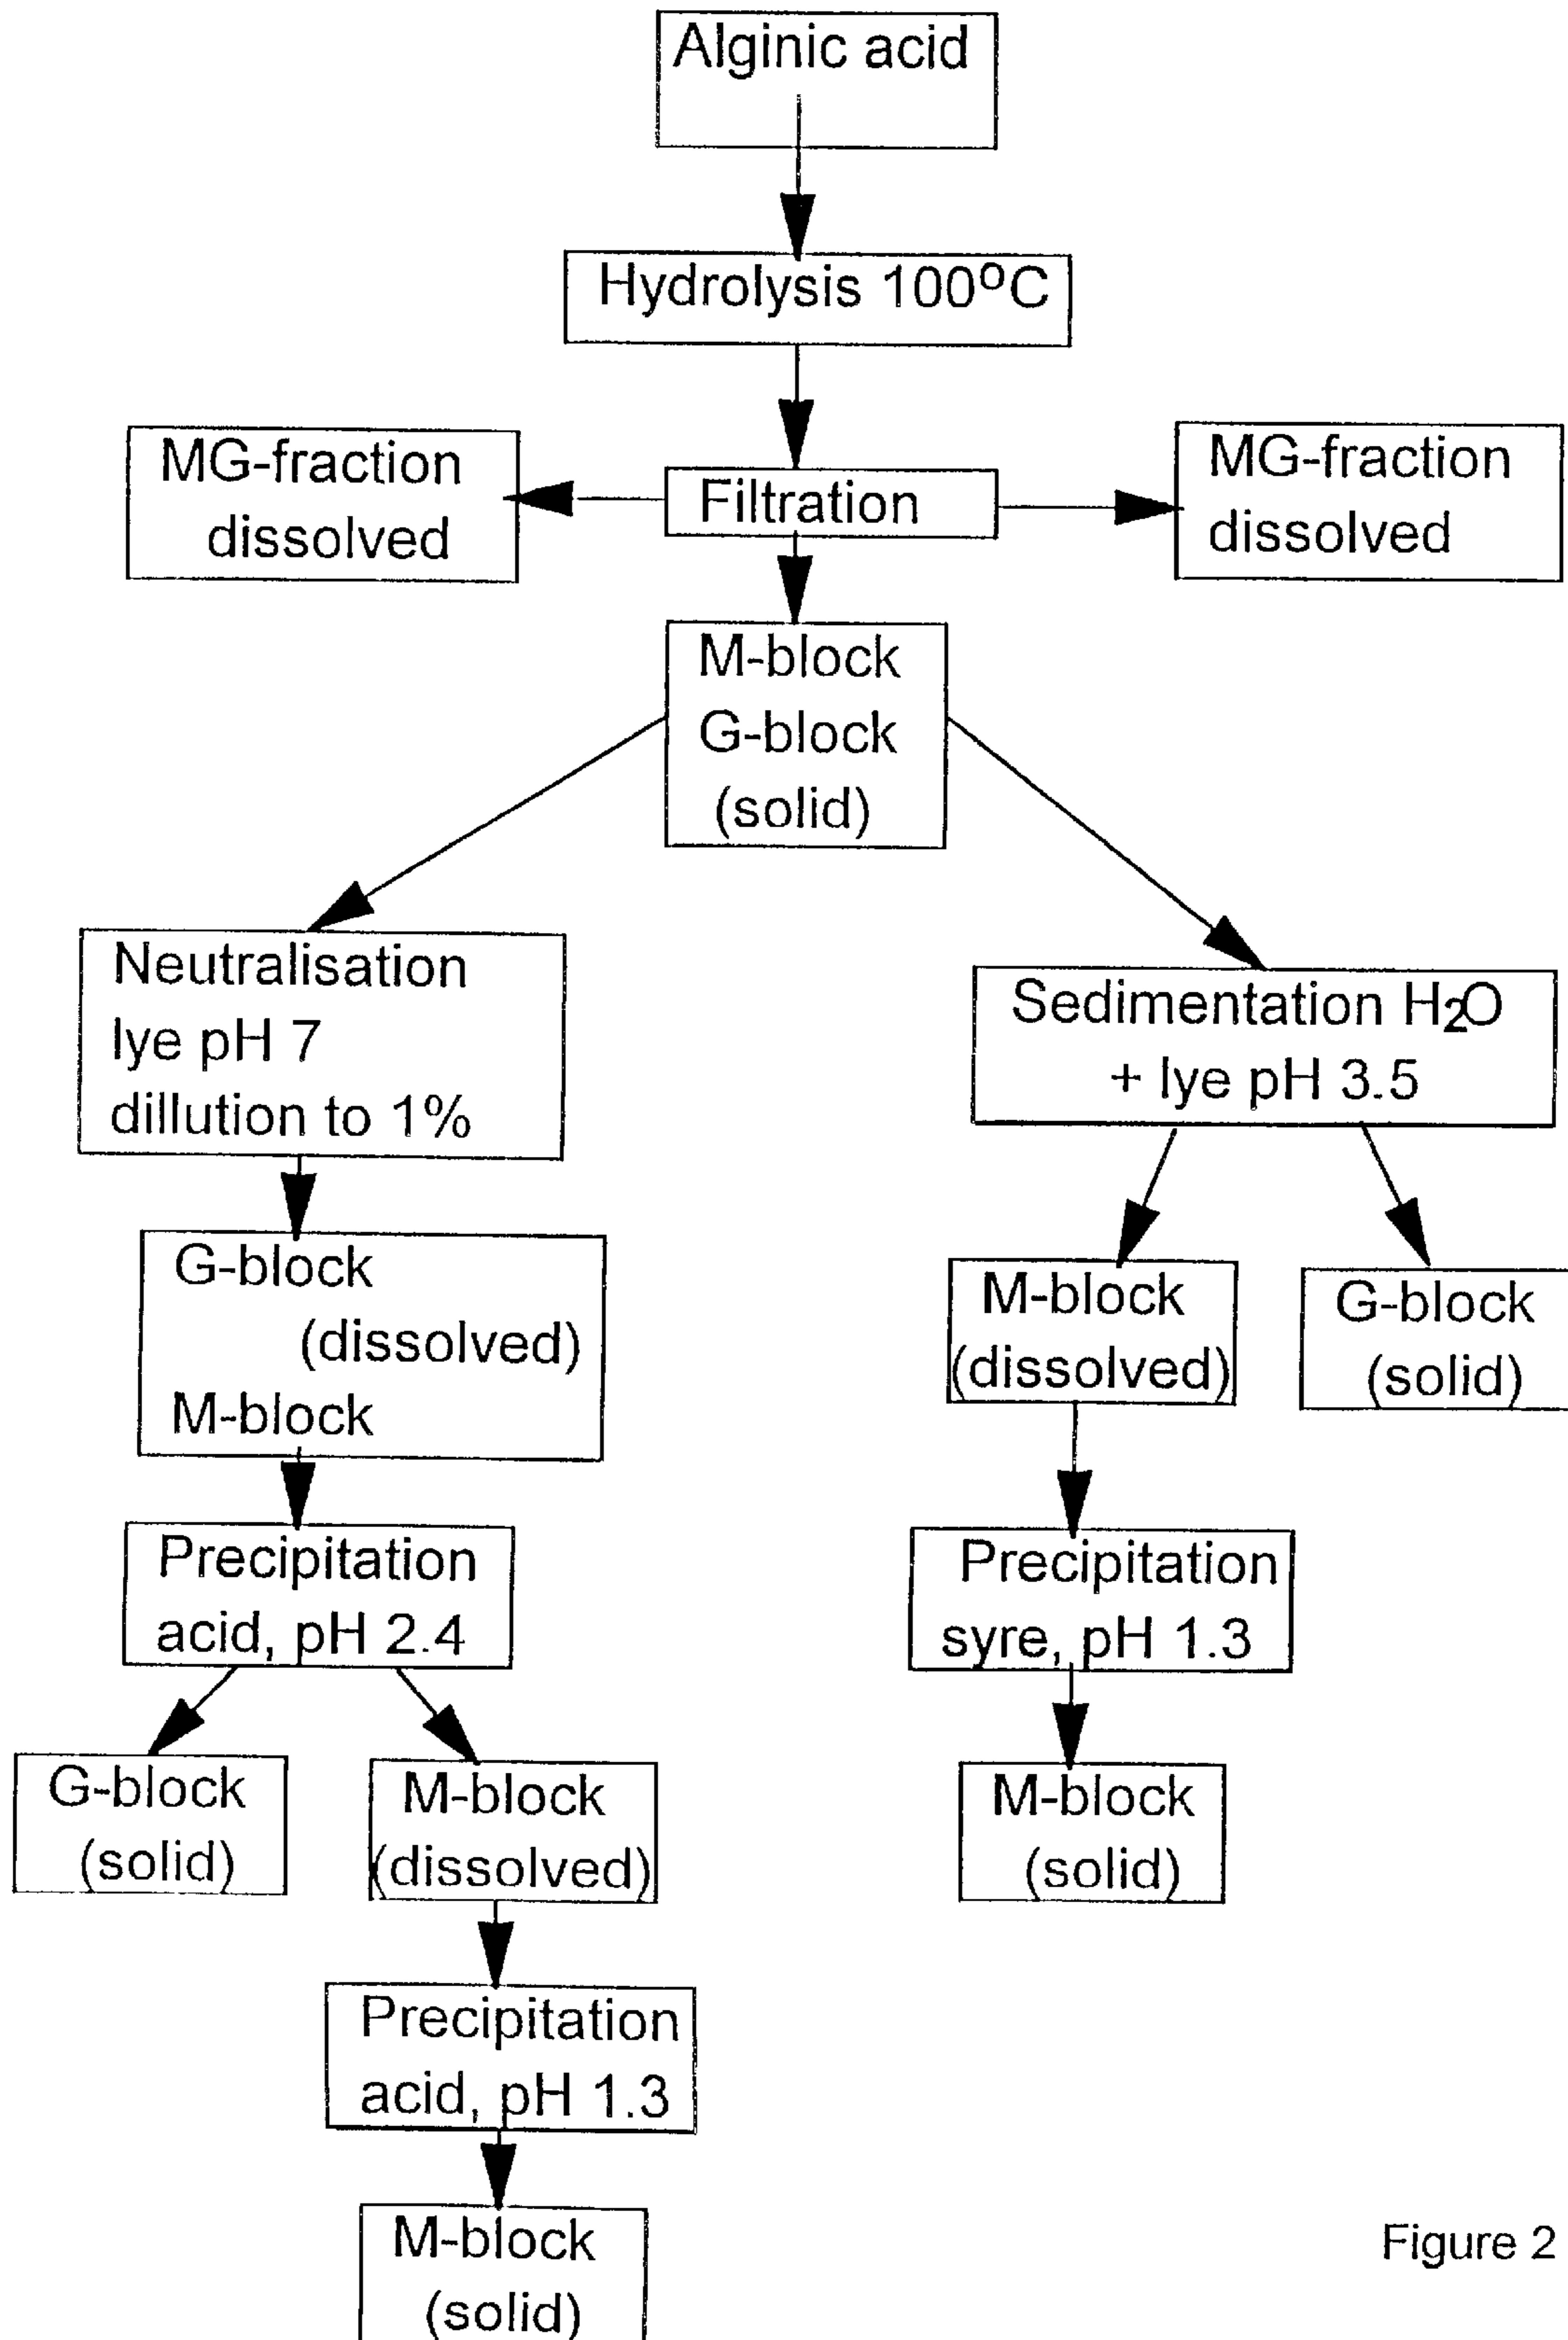 Alginic acid
Hydrolysis 100ºC
MG-fraction
dissolved
Filtration
MG-fraction
dissolved
M-block
G-block
(solid)
Neutralisation
lye pH 7
dillution to 1%
Sedimentation H₂O
+ lye pH 3.5
G-block
(dissolved)
M-block
M-block
(dissolved)
G-block
(solid)
Precipitation
acid, pH 2.4
Precipitation
syre, pH 1.3
G-block
(solid)
M-block
(dissolved)
M-block
(solid)
Precipitation
acid, pH 1.3
M-block
(solid)
Figure 2